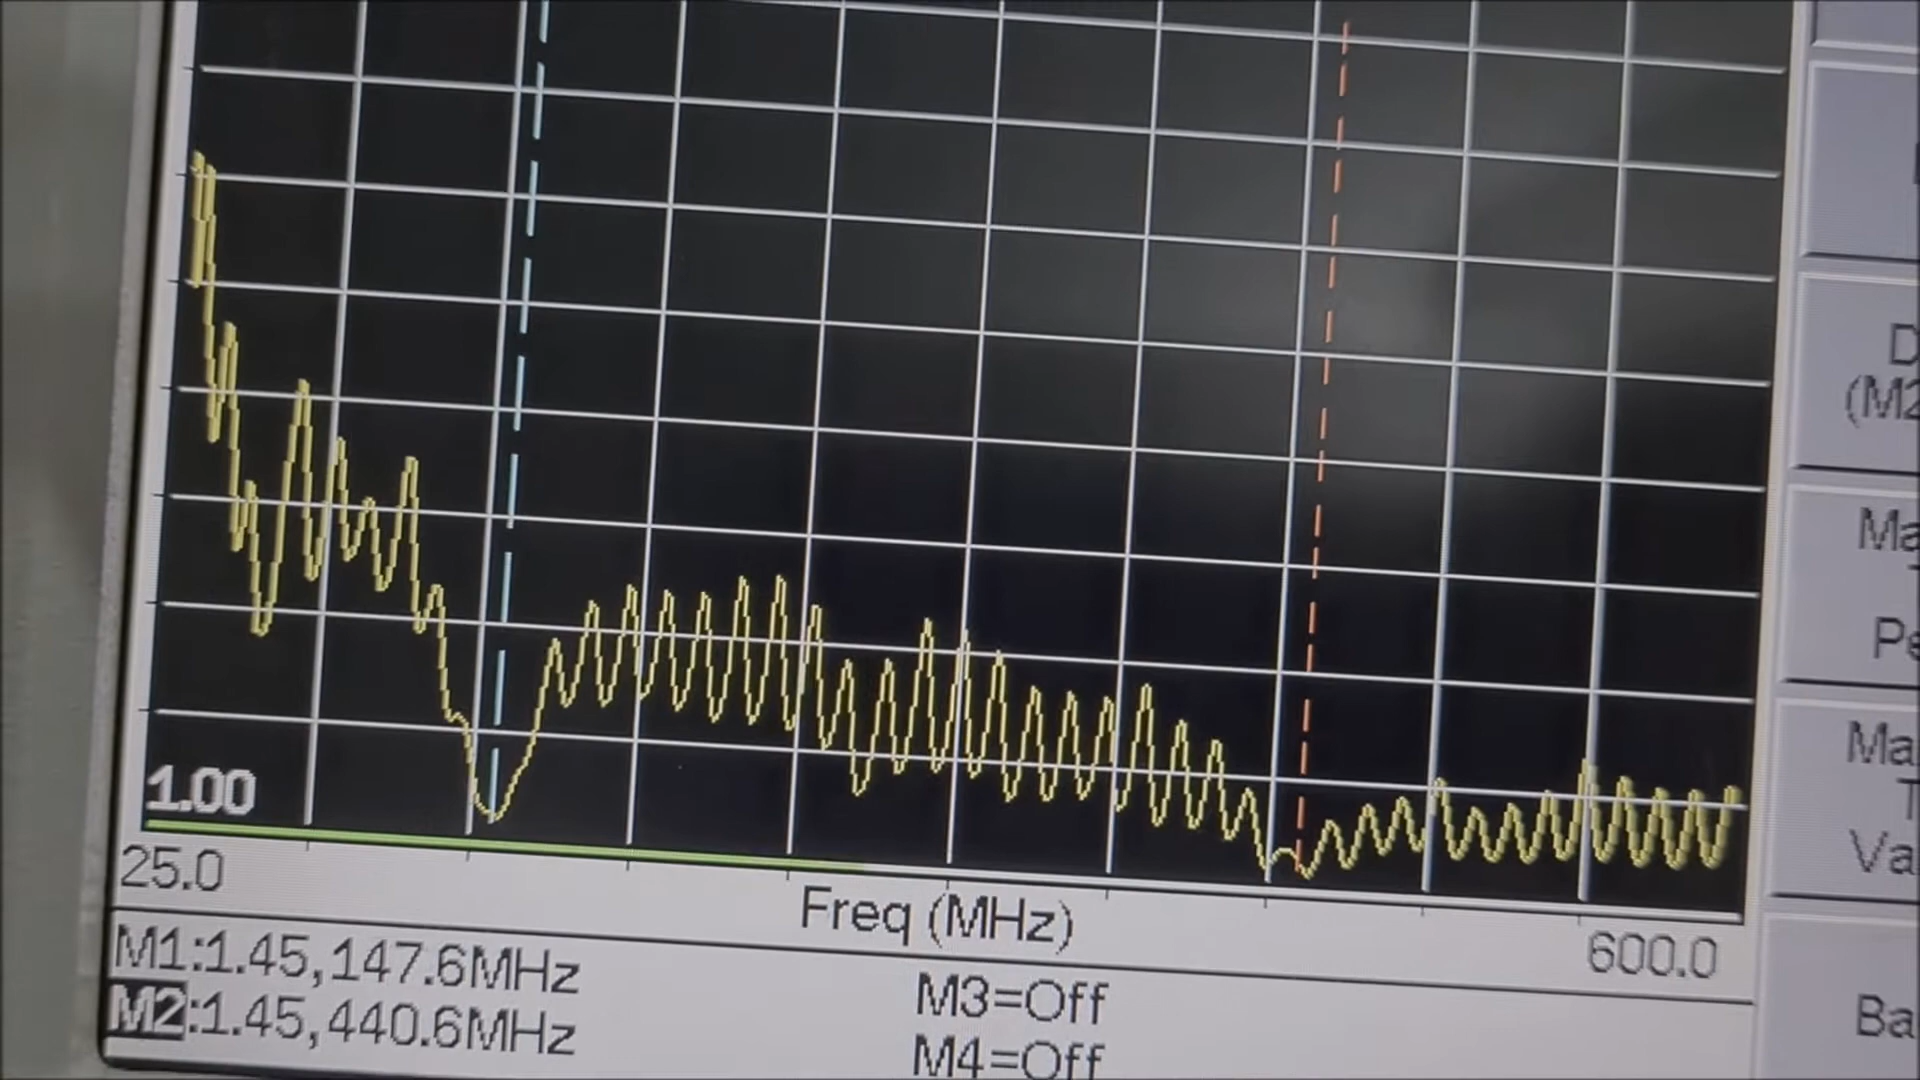 1.00
25.0
Freq (MHz)
600.0
M1:1.45,147.6MHz
M2:1.45,440.6MHz
M3=Off
M4=Off